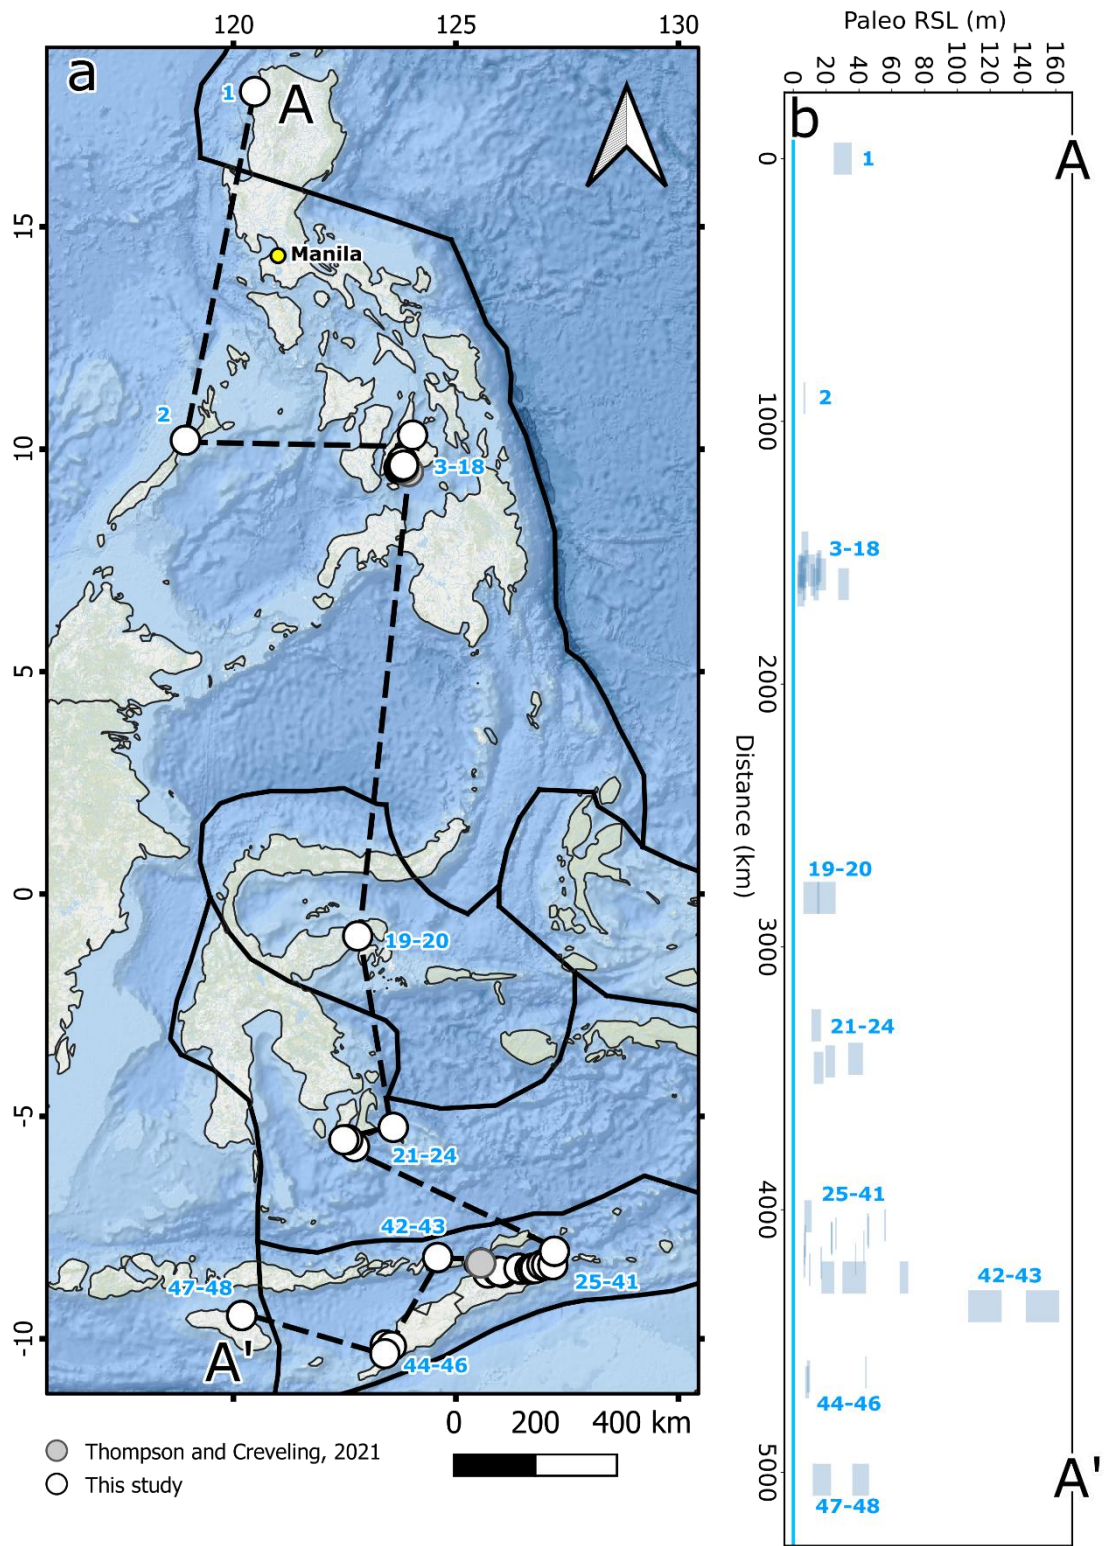 120 125 130
a
1
A
15
Manila
2
10
3-18
5
0
19-20
-5
21-24
42-43
47-48
25-41
-10
A'
44-46
0 200 400 km
Thompson and Creveling, 2021
This study
Paleo RSL (m)
0 20 40 60 80 100 120 140 160
b
A
0
1
1000
2
3-18
2000
Distance (km)
19-20
3000
21-24
4000
25-41
42-43
44-46
5000
A'
47-48